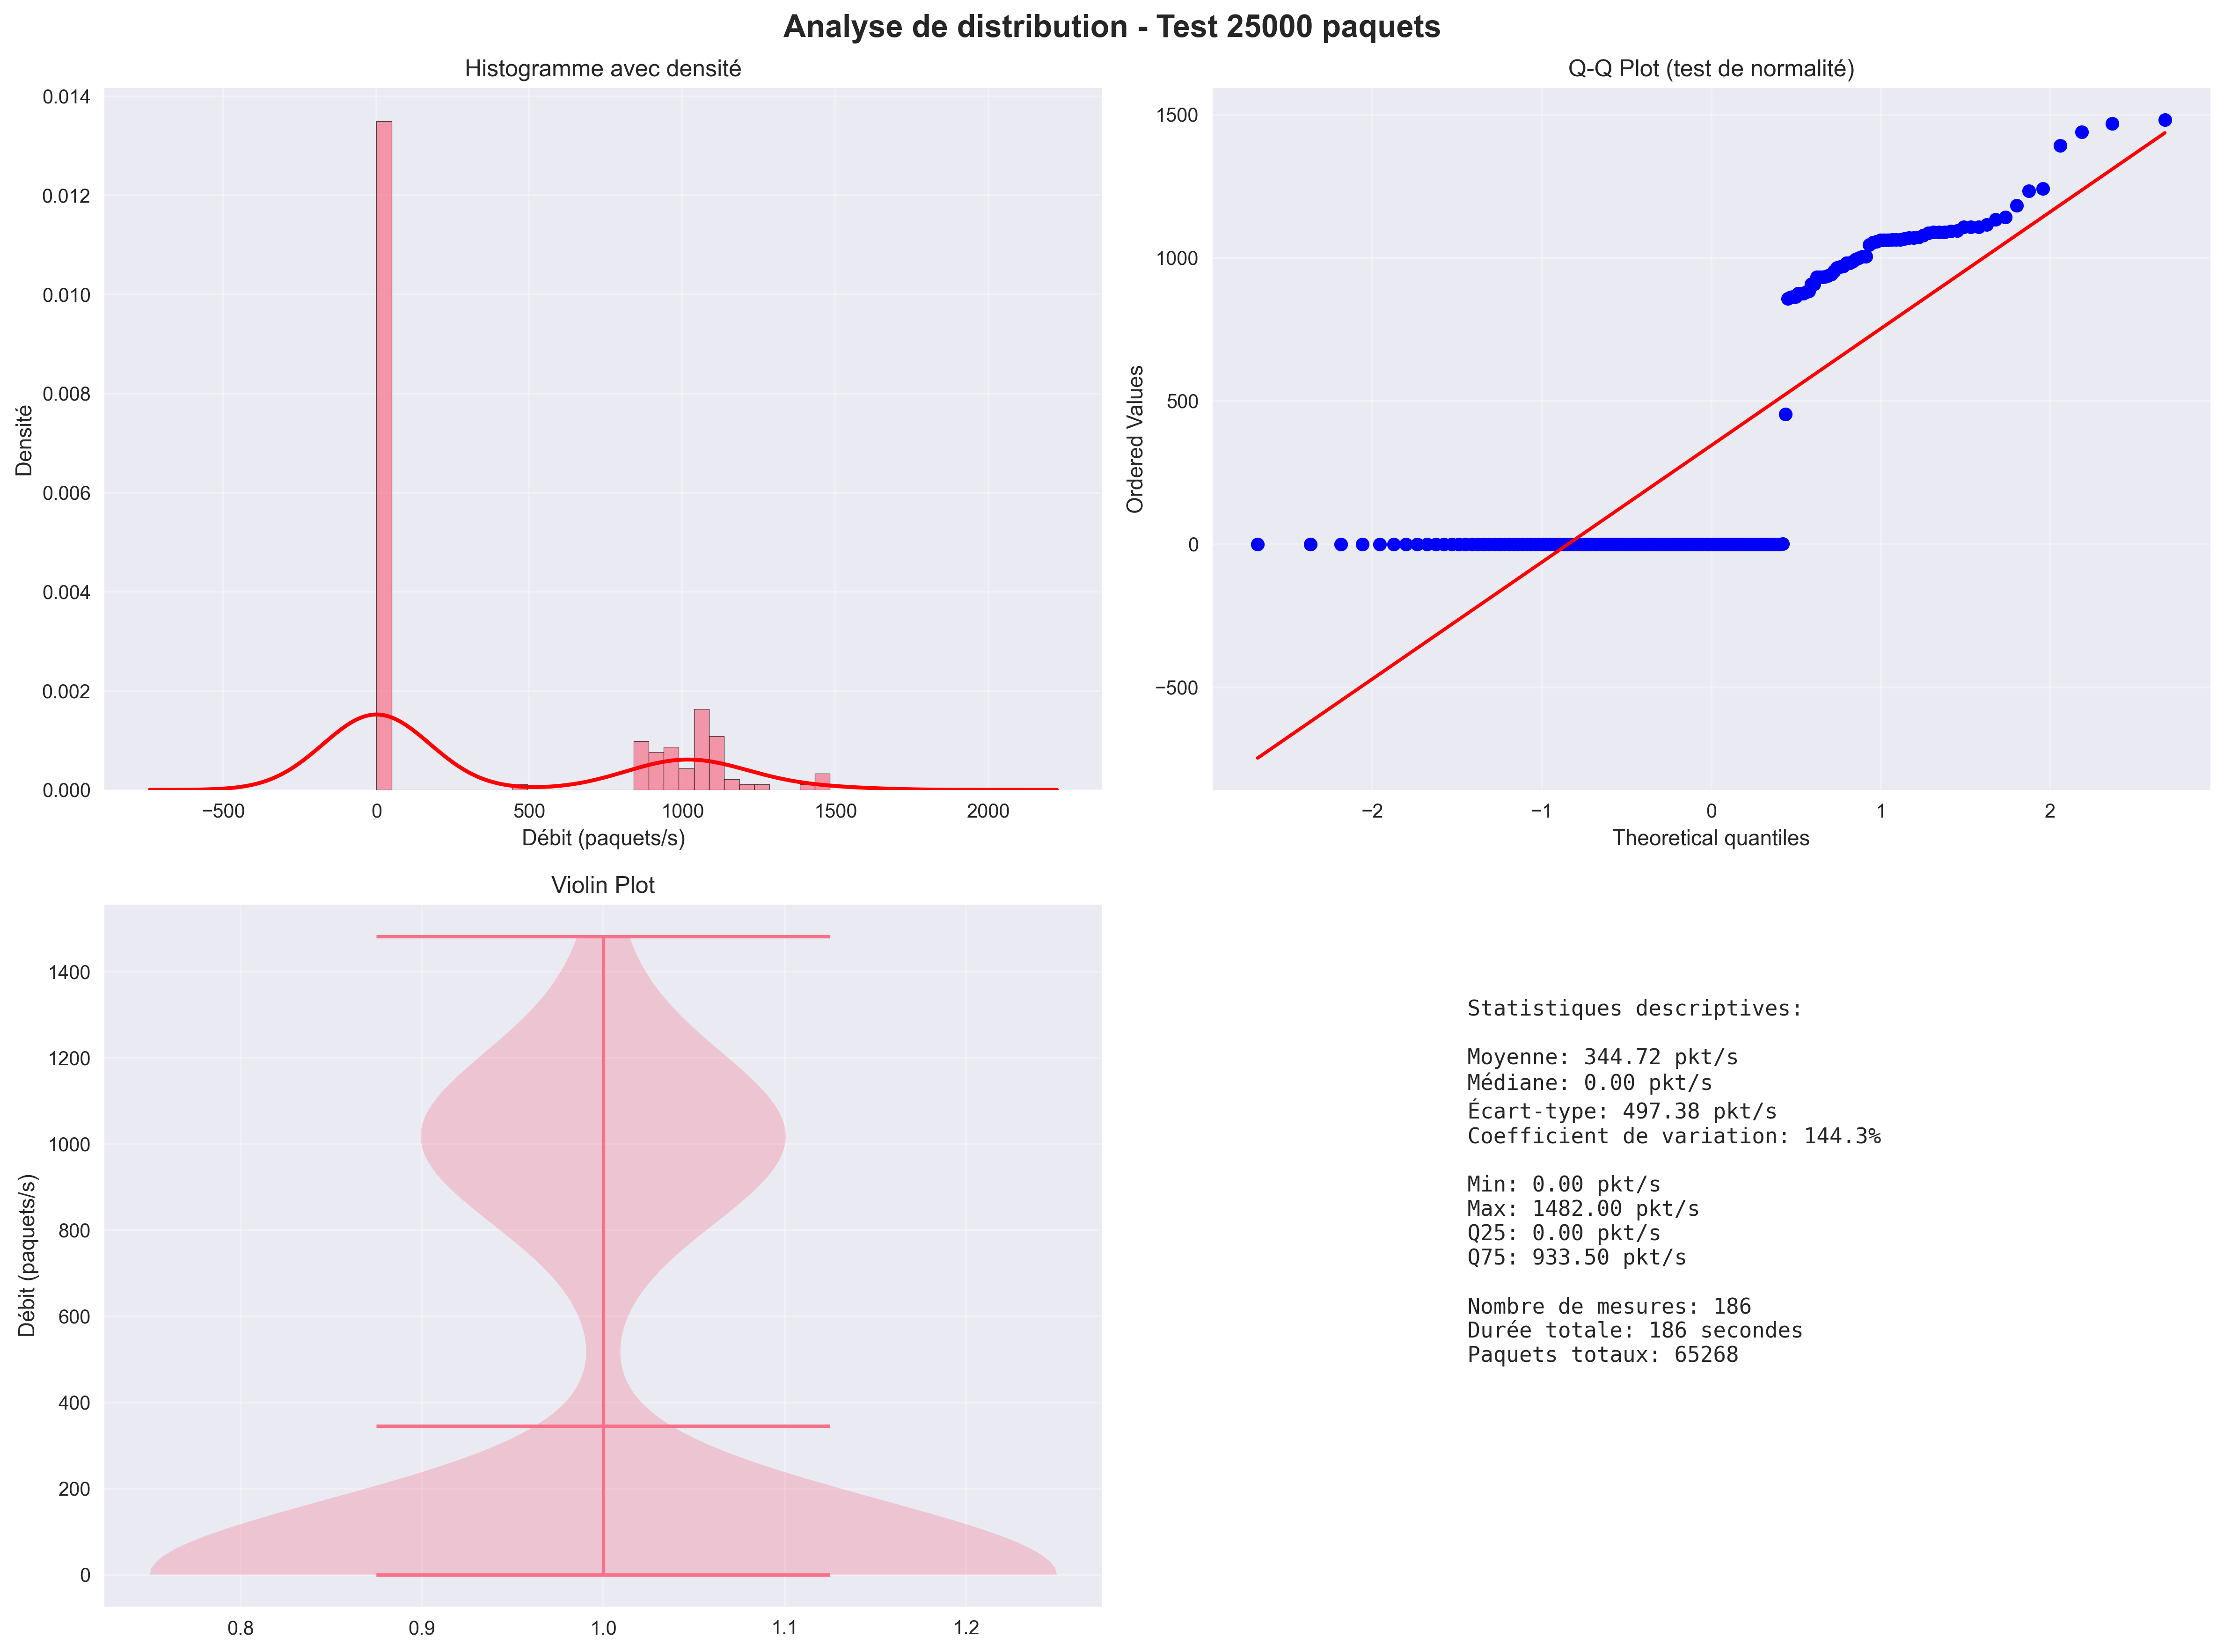 Analyse de distribution - Test 25000 paquets
Histogramme avec densité
Densité
0.014
0.012
0.010
0.008
0.006
0.004
0.002
0.000
−500
0
500
1000
1500
2000
Débit (paquets/s)
Q-Q Plot (test de normalité)
Ordered Values
1500
1000
500
0
−500
−2
−1
0
1
2
Theoretical quantiles
Violin Plot
Débit (paquets/s)
1400
1200
1000
800
600
400
200
0
0.8
0.9
1.0
1.1
1.2
Statistiques descriptives:
Moyenne: 344.72 pkt/s
Médiane: 0.00 pkt/s
Écart-type: 497.38 pkt/s
Coefficient de variation: 144.3%
Min: 0.00 pkt/s
Max: 1482.00 pkt/s
Q25: 0.00 pkt/s
Q75: 933.50 pkt/s
Nombre de mesures: 186
Durée totale: 186 secondes
Paquets totaux: 65268